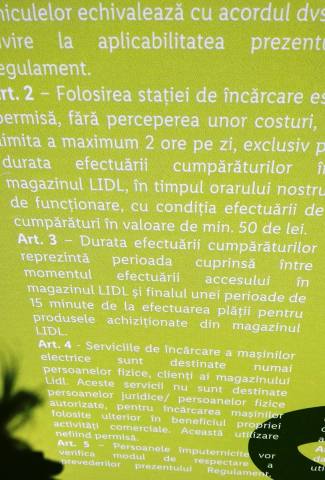 hiculelor echivalează cu acordul dvs
vire la aplicabilitatea prezentu
egulament.
Art. 2 – Folosirea stației de încărcare es
permisă, fără perceperea unor costuri,
limita a maximum 2 ore pe zi, exclusiv p
durata efectuării cumpărăturilor în
magazinul LIDL, în timpul orarului nostru
de funcționare, cu condiția efectuării de
cumpărături în valoare de min. 50 de lei.
Art. 3 – Durata efectuării cumpărăturilor
reprezintă perioada cuprinsă între
momentul efectuării accesului în
magazinul LIDL și finalul unei perioade de
15 minute de la efectuarea plății pentru
produsele achiziționate din magazinul
LIDL.
Art. 4 - Serviciile de încărcare a mașinilor
electrice sunt destinate numai
persoanelor fizice, clienți ai magazinului
Lidl. Aceste servicii nu sunt destinate
persoanelor juridice/ persoanelor fizice
autorizate, pentru încărcarea mașinilor
folosite ulterior în beneficiul propriei
activități comerciale. Această utilizare
nefiind permisă.
Art. 5 - Persoanele împuternicite vor
verifica modul de respectare a
prevederilor prezentului Regulament,